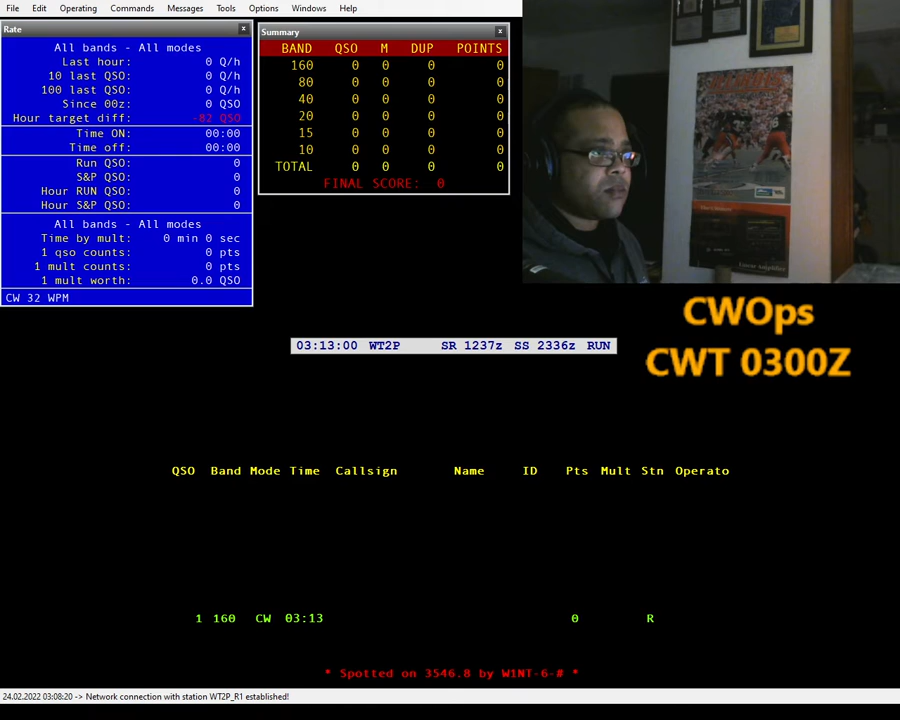 File Edit Operating Commands Messages Tools Options Windows Help
Rate x
All bands - All modes
Last hour: 0 Q/h
10 last QSO: 0 Q/h
100 last QSO: 0 Q/h
Since 00z: 0 QSO
Hour target diff: -82 QSO
Time ON: 00:00
Time off: 00:00
Run QSO: 0
S&P QSO: 0
Hour RUN QSO: 0
Hour S&P QSO: 0
All bands - All modes
Time by mult: 0 min 0 sec
1 qso counts: 0 pts
1 mult counts: 0 pts
1 mult worth: 0.0 QSO
CW 32 WPM
Summary x
BAND QSO M DUP POINTS
160 0 0 0 0
80 0 0 0 0
40 0 0 0 0
20 0 0 0 0
15 0 0 0 0
10 0 0 0 0
TOTAL 0 0 0 0
FINAL SCORE: 0
ILLINOIS
CWOps
CWT 0300Z
03:13:00 WT2P SR 1237z SS 2336z RUN
QSO Band Mode Time Callsign Name ID Pts Mult Stn Operato
1 160 CW 03:13 0 R
* Spotted on 3546.8 by W1NT-6-# *
24.02.2022 03:08:20 -> Network connection with station WT2P_R1 established!